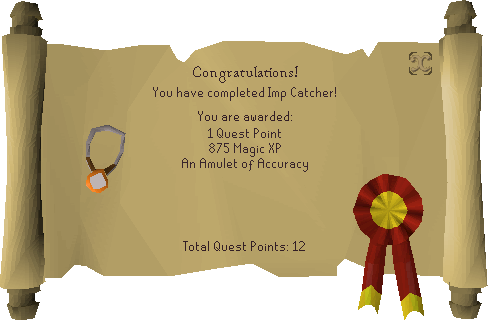 Congratulations!
You have completed Imp Catcher!
You are awarded:
1 Quest Point
875 Magic XP
An Amulet of Accuracy
Total Quest Points: 12